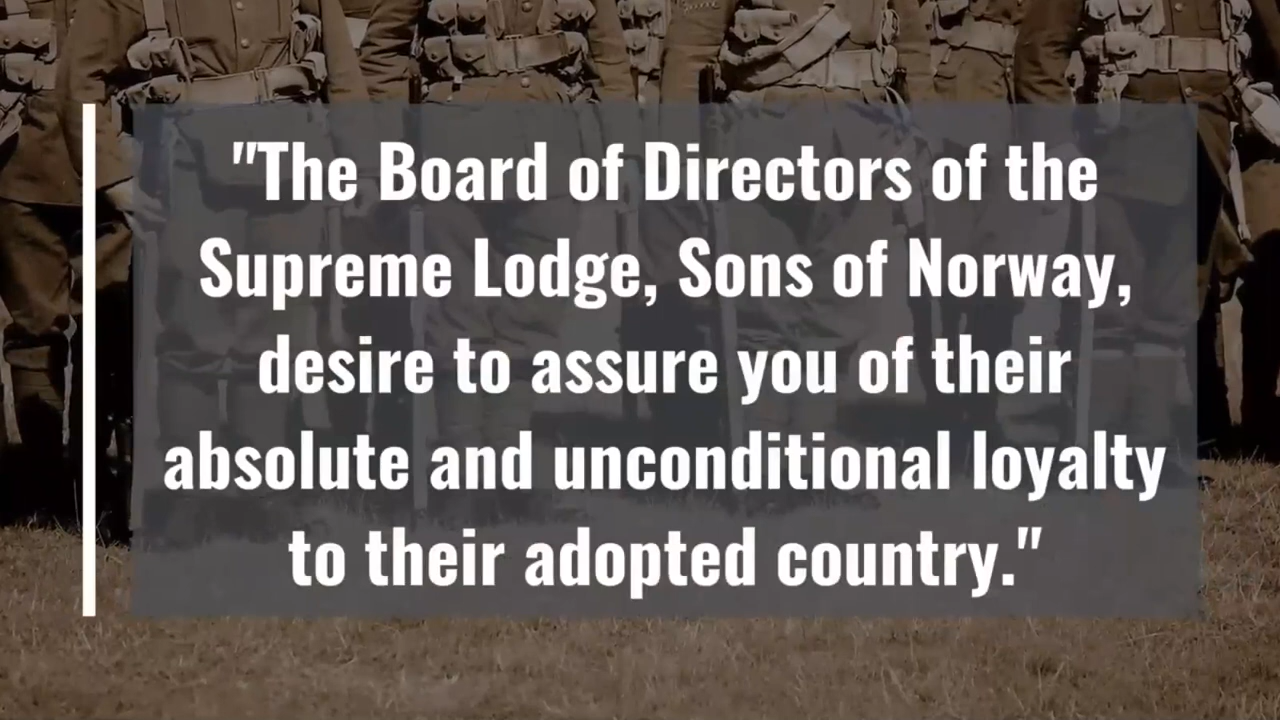 "The Board of Directors of the
Supreme Lodge, Sons of Norway,
desire to assure you of their
absolute and unconditional loyalty
to their adopted country."